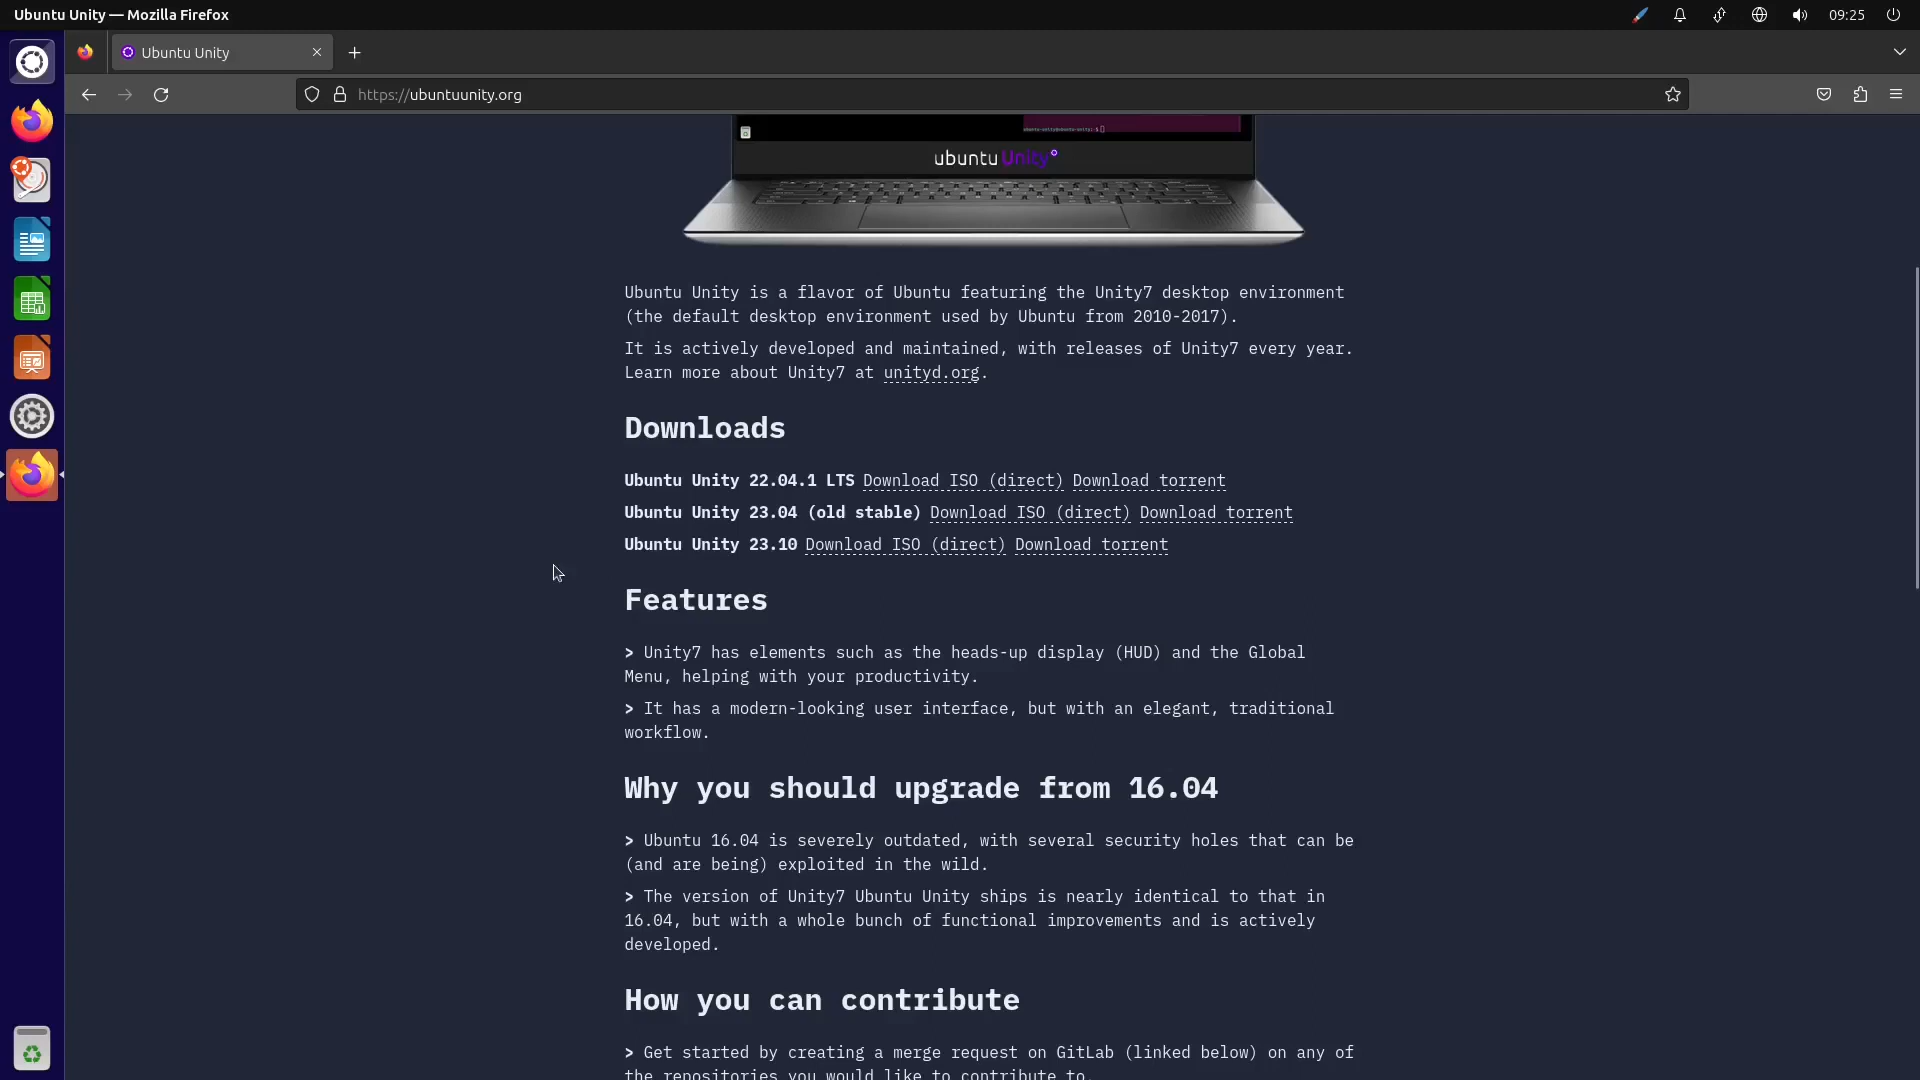 Ubuntu Unity — Mozilla Firefox
09:25
Ubuntu Unity
https://ubuntuunity.org
ubuntu Unity
Ubuntu Unity is a flavor of Ubuntu featuring the Unity7 desktop environment
(the default desktop environment used by Ubuntu from 2010-2017).
It is actively developed and maintained, with releases of Unity7 every year.
Learn more about Unity7 at unityd.org.
Downloads
Ubuntu Unity 22.04.1 LTS Download ISO (direct) Download torrent
Ubuntu Unity 23.04 (old stable) Download ISO (direct) Download torrent
Ubuntu Unity 23.10 Download ISO (direct) Download torrent
Features
> Unity7 has elements such as the heads-up display (HUD) and the Global
Menu, helping with your productivity.
> It has a modern-looking user interface, but with an elegant, traditional
workflow.
Why you should upgrade from 16.04
> Ubuntu 16.04 is severely outdated, with several security holes that can be
(and are being) exploited in the wild.
> The version of Unity7 Ubuntu Unity ships is nearly identical to that in
16.04, but with a whole bunch of functional improvements and is actively
developed.
How you can contribute
> Get started by creating a merge request on GitLab (linked below) on any of
the repositories you would like to contribute to.